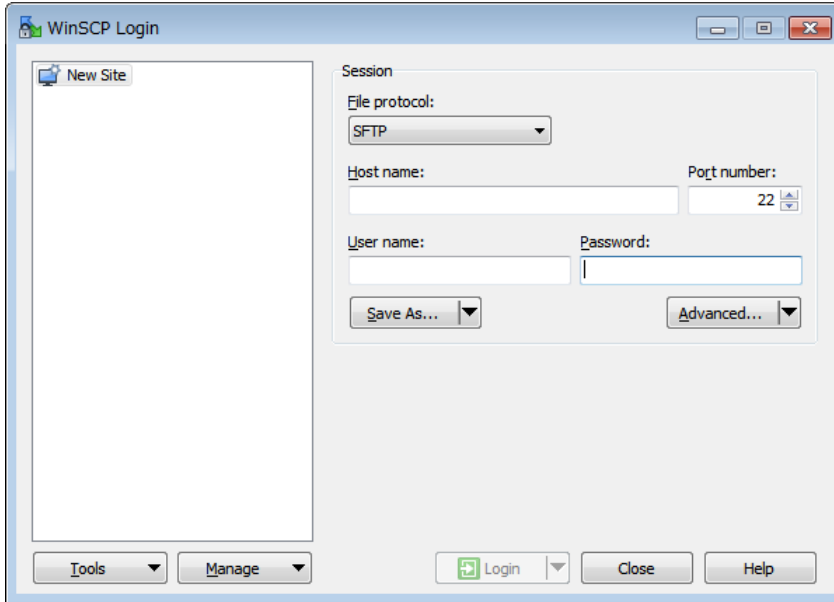 WinSCP Login
New Site
Session
File protocol:
SFTP
Host name:
Port number:
22
User name:
Password:
Save As...
Advanced...
Tools
Manage
Login
Close
Help